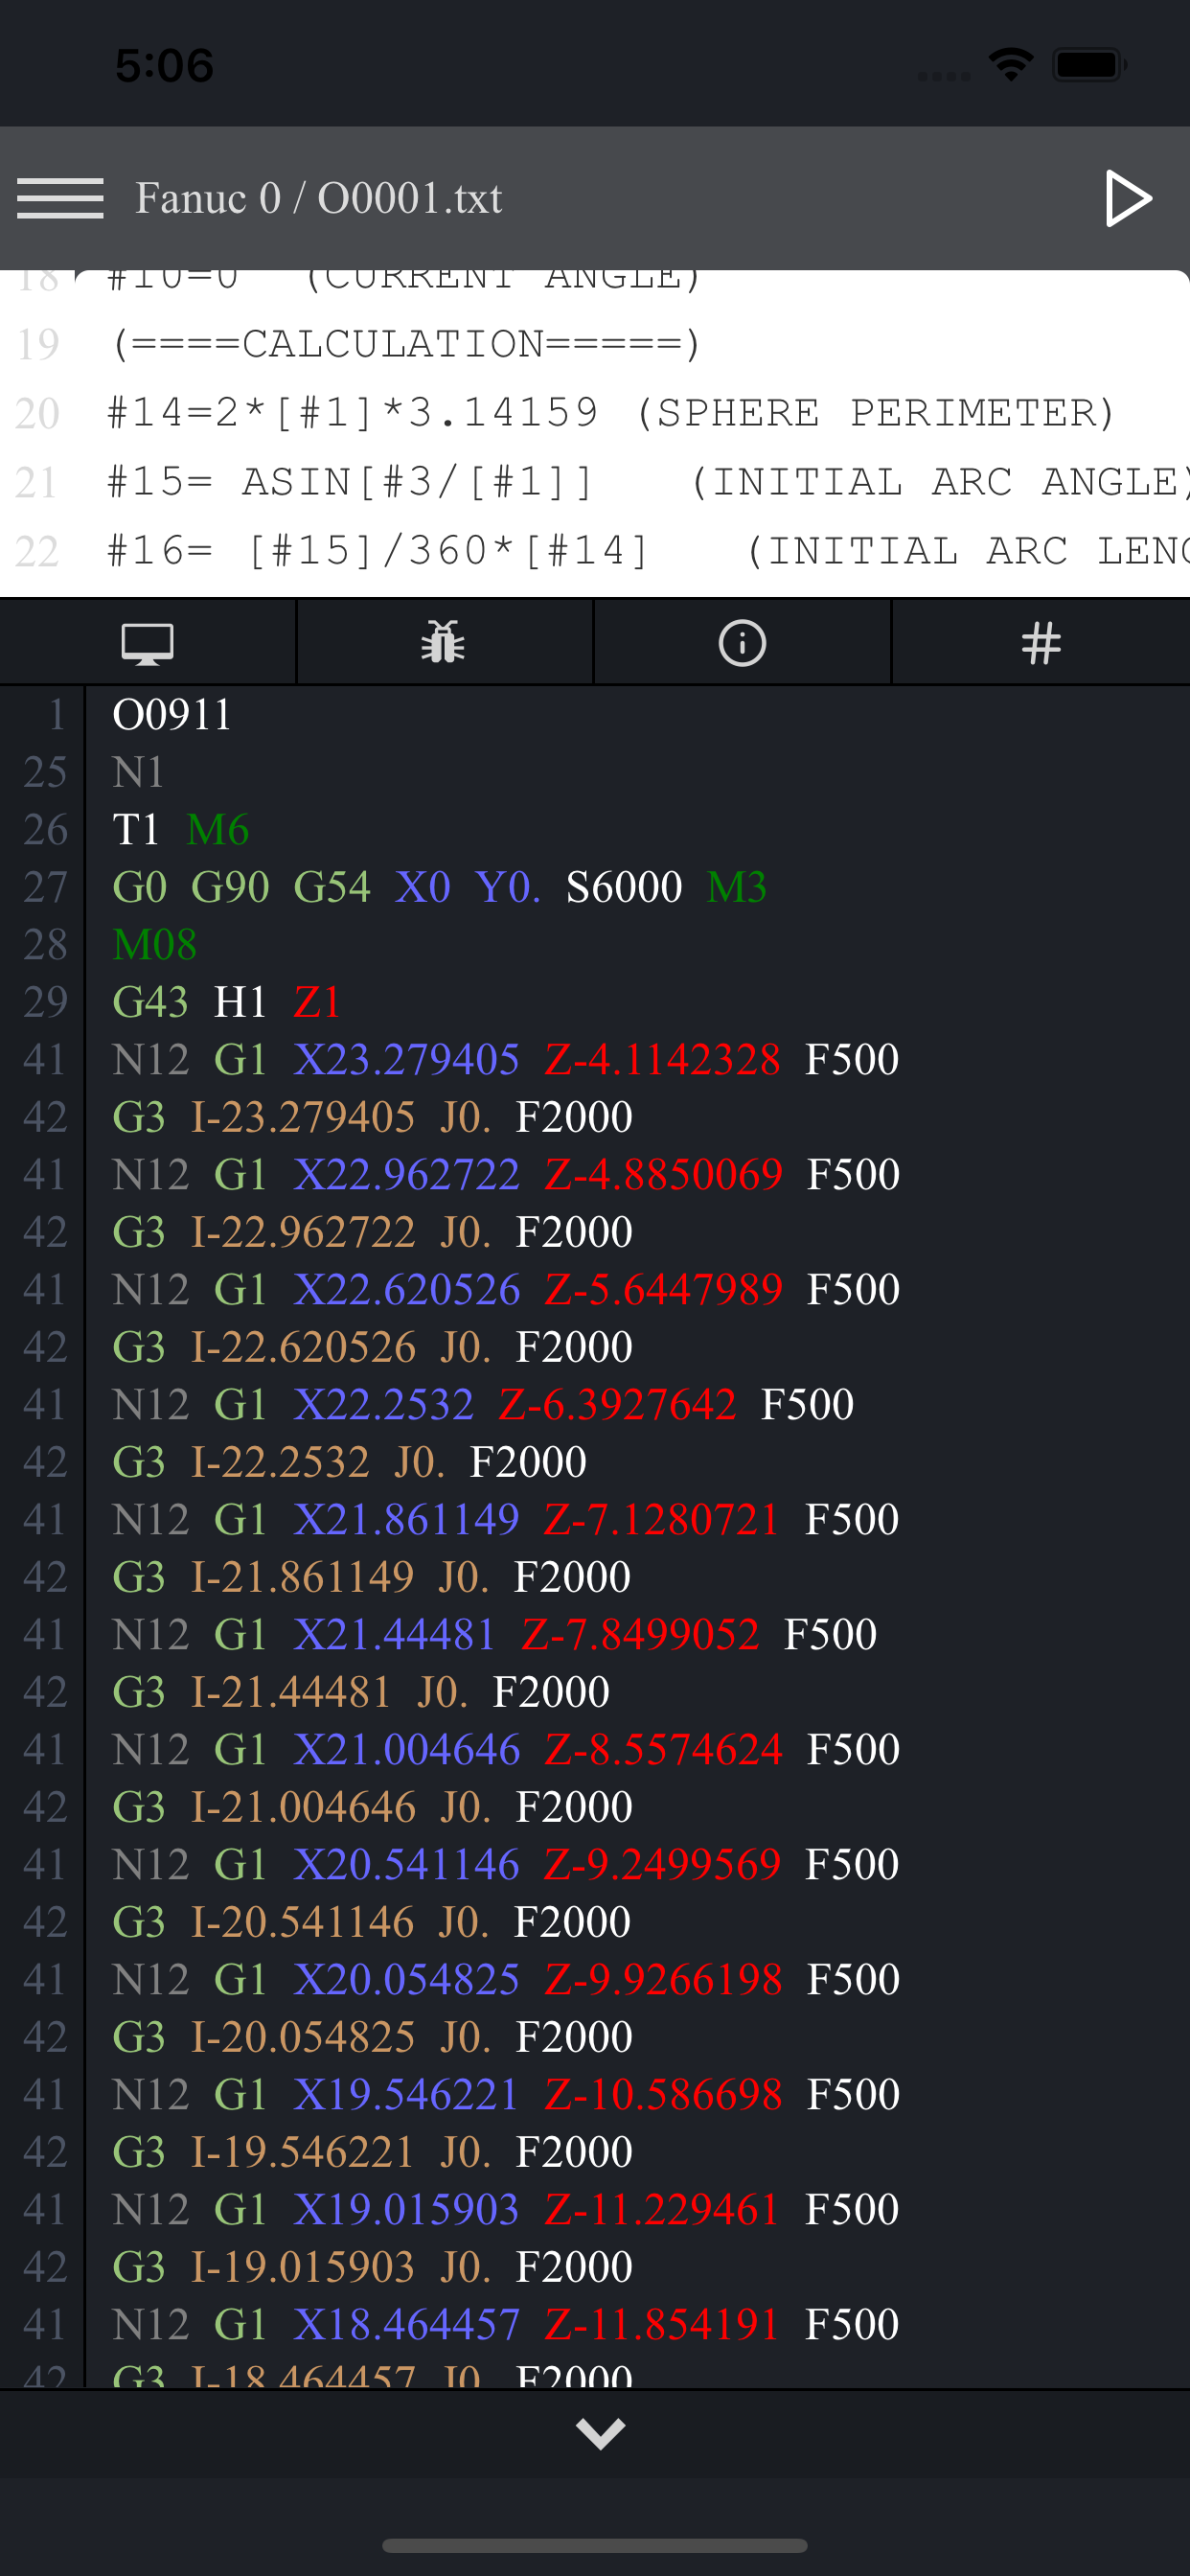 5:06
Fanuc 0 / O0001.txt
18 #10=0 (CURRENT ANGLE)
19 (====CALCULATION=====)
20 #14=2*[#1]*3.14159 (SPHERE PERIMETER)
21 #15= ASIN[#3/[#1]] (INITIAL ARC ANGLE)
22 #16= [#15]/360*[#14] (INITIAL ARC LENG
#
1 O0911
25 N1
26 T1 M6
27 G0 G90 G54 X0 Y0. S6000 M3
28 M08
29 G43 H1 Z1
41 N12 G1 X23.279405 Z-4.1142328 F500
42 G3 I-23.279405 J0. F2000
41 N12 G1 X22.962722 Z-4.8850069 F500
42 G3 I-22.962722 J0. F2000
41 N12 G1 X22.620526 Z-5.6447989 F500
42 G3 I-22.620526 J0. F2000
41 N12 G1 X22.2532 Z-6.3927642 F500
42 G3 I-22.2532 J0. F2000
41 N12 G1 X21.861149 Z-7.1280721 F500
42 G3 I-21.861149 J0. F2000
41 N12 G1 X21.44481 Z-7.8499052 F500
42 G3 I-21.44481 J0. F2000
41 N12 G1 X21.004646 Z-8.5574624 F500
42 G3 I-21.004646 J0. F2000
41 N12 G1 X20.541146 Z-9.2499569 F500
42 G3 I-20.541146 J0. F2000
41 N12 G1 X20.054825 Z-9.9266198 F500
42 G3 I-20.054825 J0. F2000
41 N12 G1 X19.546221 Z-10.586698 F500
42 G3 I-19.546221 J0. F2000
41 N12 G1 X19.015903 Z-11.229461 F500
42 G3 I-19.015903 J0. F2000
41 N12 G1 X18.464457 Z-11.854191 F500
42 G3 I-18.464457 J0. F2000